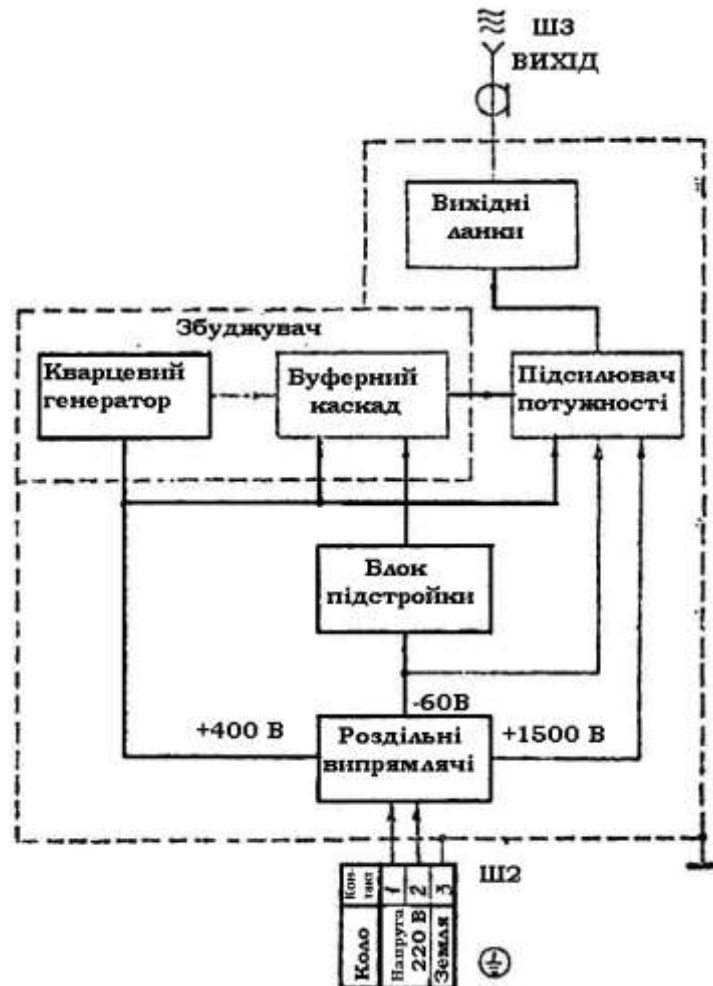 ШЗ
ВИХІД
Вихідні
ланки
Збуджувач
Кварцевий
генератор
Буферний
каскад
Підсилювач
потужності
Блок
підстройки
-60В
+400 В
Роздільні
випрямлячі
+1500 В
Ш2
Кон-
такт
1
2
3
Коло
Напруга
220 В
Земля